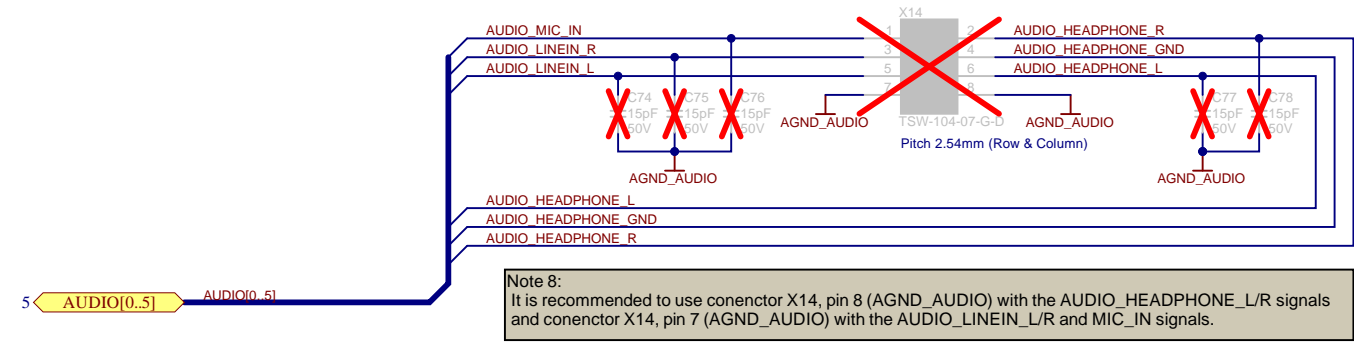 X14
AUDIO_MIC_IN
1
2
AUDIO_HEADPHONE_R
AUDIO_LINEIN_R
3
4
AUDIO_HEADPHONE_GND
AUDIO_LINEIN_L
5
6
AUDIO_HEADPHONE_L
7
8
C74
C75
C76
15pF
15pF
15pF
50V
50V
50V
AGND_AUDIO
TSW-104-07-G-D
AGND_AUDIO
C77
C78
15pF
15pF
50V
50V
Pitch 2.54mm (Row & Column)
AGND_AUDIO
AGND_AUDIO
AUDIO_HEADPHONE_L
AUDIO_HEADPHONE_GND
AUDIO_HEADPHONE_R
5
AUDIO[0..5]
AUDIO[0..5]
Note 8:
It is recommended to use conenctor X14, pin 8 (AGND_AUDIO) with the AUDIO_HEADPHONE_L/R signals
and conenctor X14, pin 7 (AGND_AUDIO) with the AUDIO_LINEIN_L/R and MIC_IN signals.